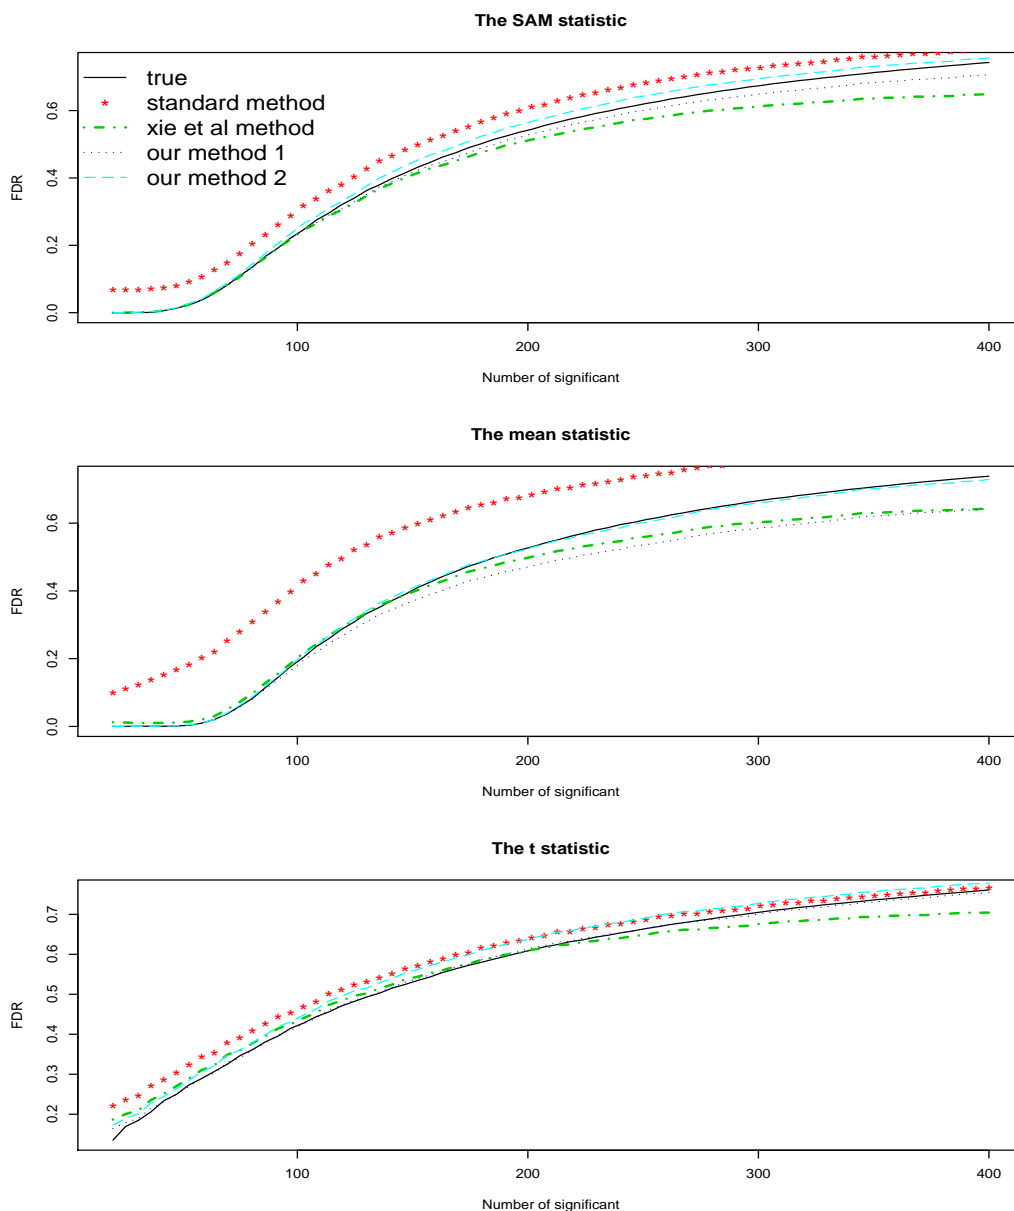 The SAM statistic
true
standard method
xie et al method
our method 1
our method 2
FDR
0.0
0.2
0.4
0.6
100
200
300
400
Number of significant
The mean statistic
FDR
0.0
0.2
0.4
0.6
100
200
300
400
Number of significant
The t statistic
FDR
0.2
0.3
0.4
0.5
0.6
0.7
100
200
300
400
Number of significant